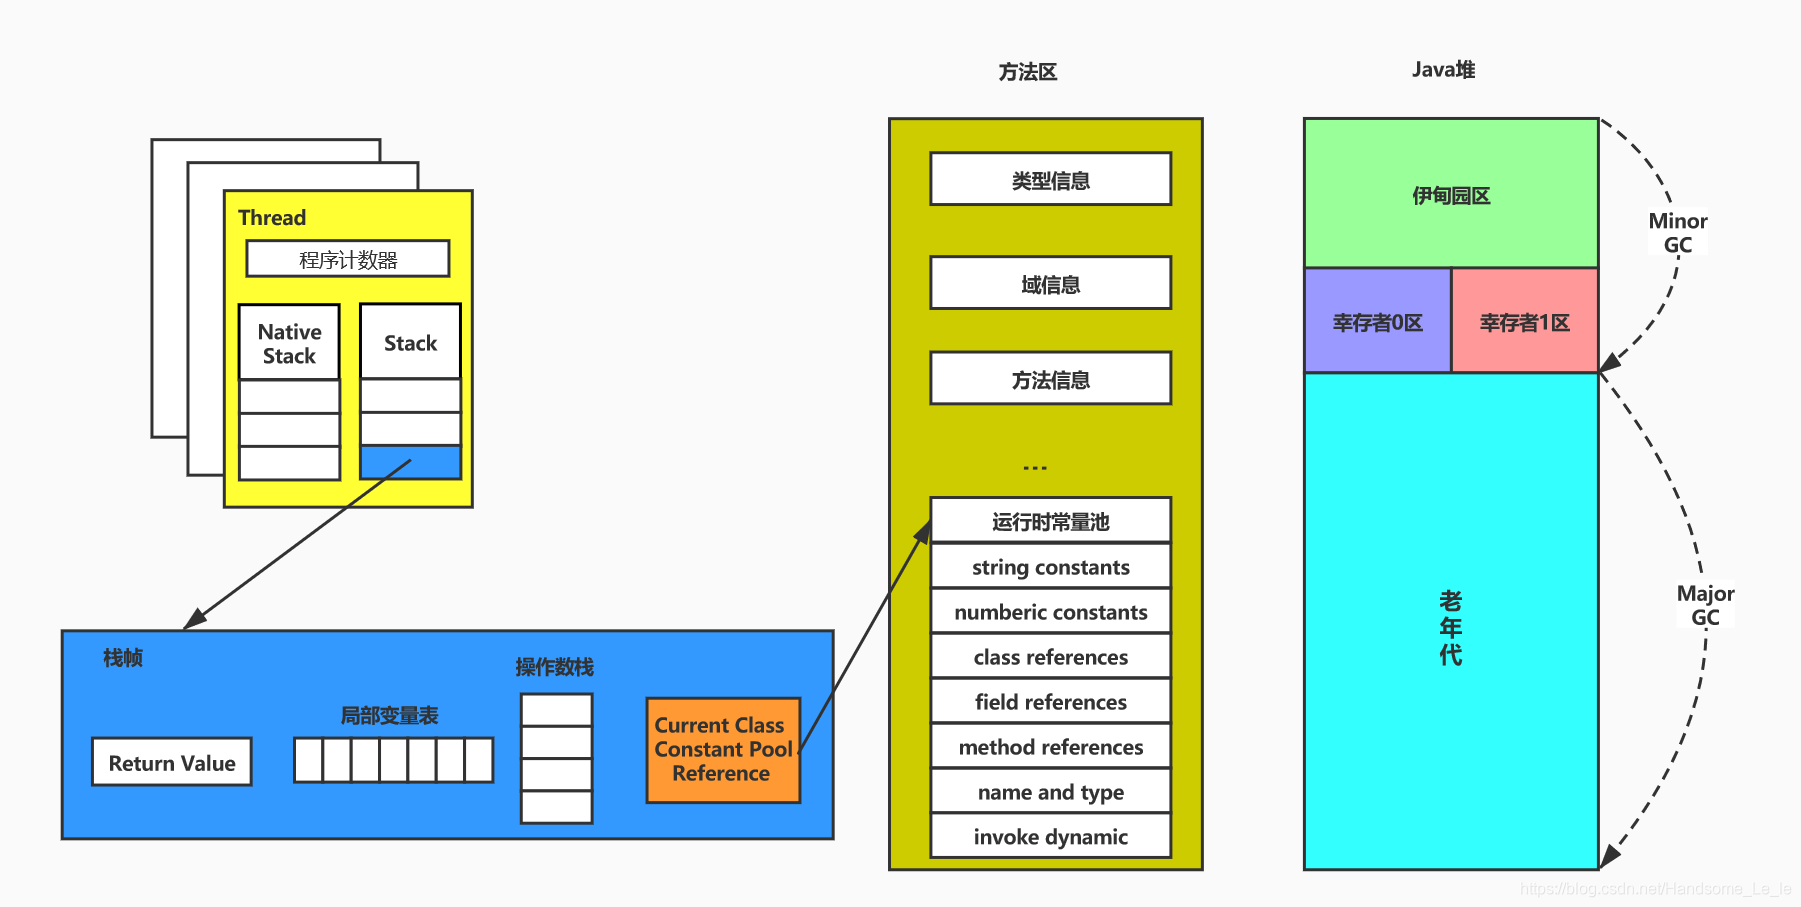 方法区
Java堆
Thread
程序计数器
Native
Stack
Stack
栈帧
Return Value
局部变量表
操作数栈
Current Class
Constant Pool
Reference
类型信息
域信息
方法信息
...
运行时常量池
string constants
numberic constants
class references
field references
method references
name and type
invoke dynamic
伊甸园区
幸存者0区
幸存者1区
老
年
代
Minor
GC
Major
GC
https://blog.csdn.net/Handsome_Le_le